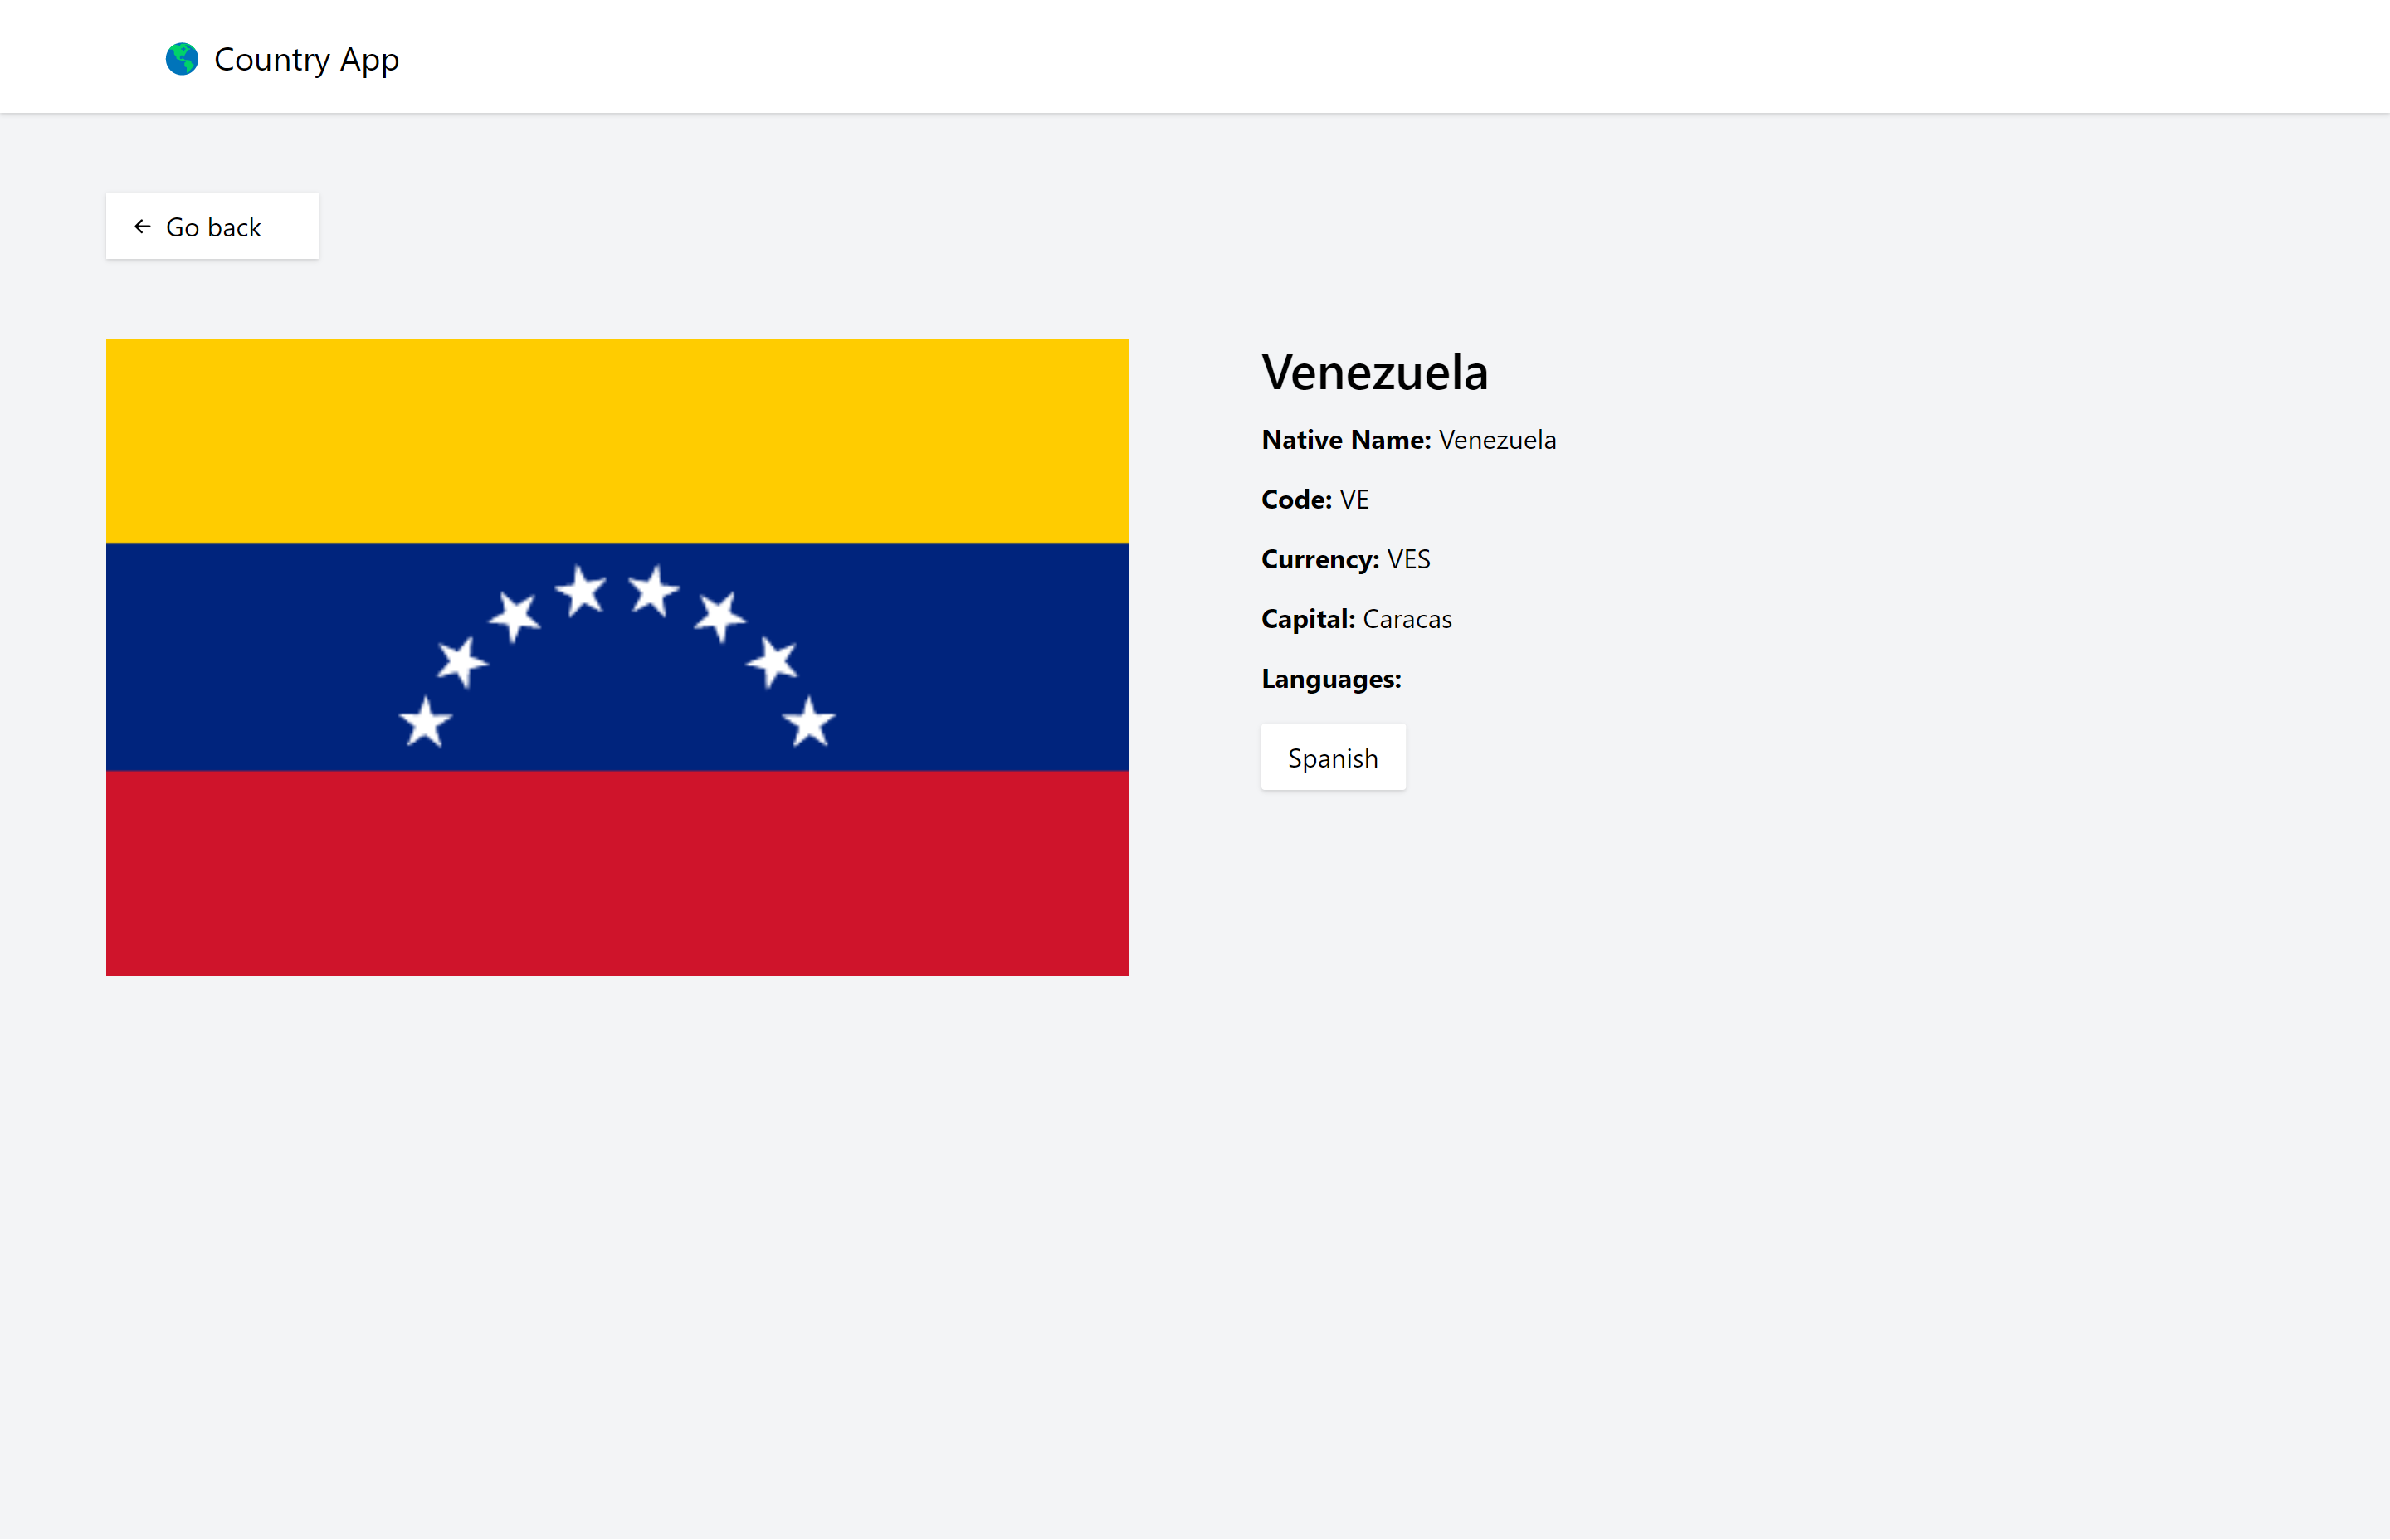 Country App
← Go back
Venezuela
Native Name: Venezuela
Code: VE
Currency: VES
Capital: Caracas
Languages:
Spanish